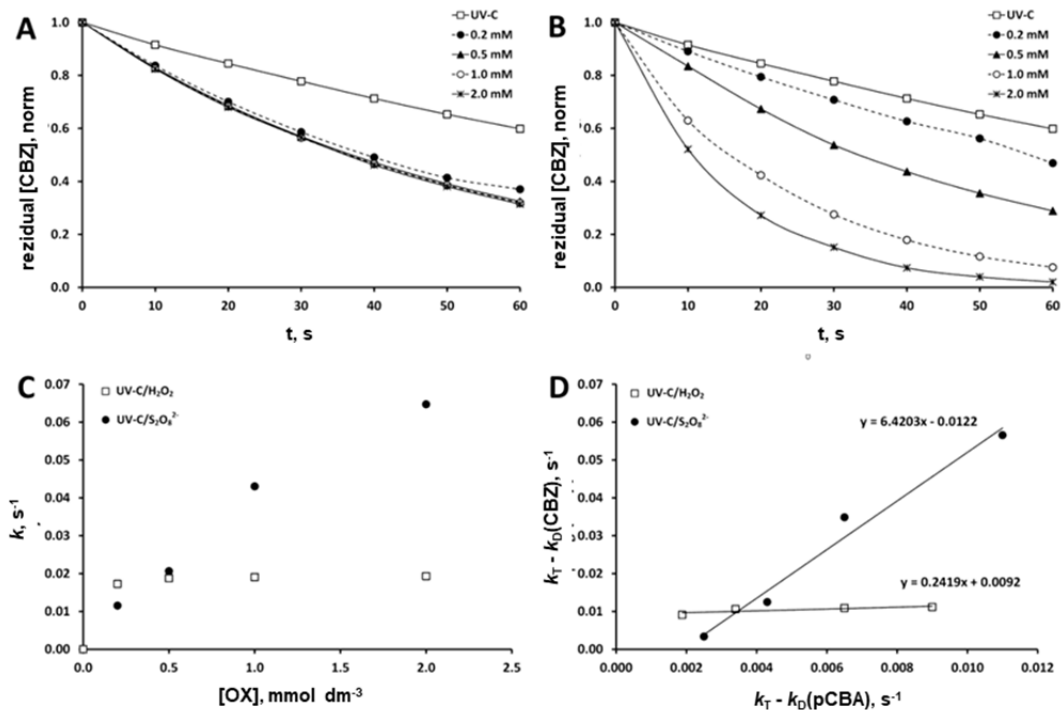 A
UV-C
0.2 mM
0.5 mM
1.0 mM
2.0 mM
1.0
0.8
0.6
0.4
0.2
0.0
rezidual [CBZ], norm
0 10 20 30 40 50 60
t, s
B
UV-C
0.2 mM
0.5 mM
1.0 mM
2.0 mM
1.0
0.8
0.6
0.4
0.2
0.0
rezidual [CBZ], norm
0 10 20 30 40 50 60
t, s
C
UV-C/H₂O₂
UV-C/S₂O₈²⁻
0.07
0.06
0.05
0.04
0.03
0.02
0.01
0.00
k, s⁻¹
0.0 0.5 1.0 1.5 2.0 2.5
[OX], mmol dm⁻³
D
UV-C/H₂O₂
UV-C/S₂O₈²⁻
y = 6.4203x - 0.0122
y = 0.2419x + 0.0092
0.07
0.06
0.05
0.04
0.03
0.02
0.01
0.00
kT - kD(CBZ), s⁻¹
0.000 0.002 0.004 0.006 0.008 0.010 0.012
kT - kD(pCBA), s⁻¹